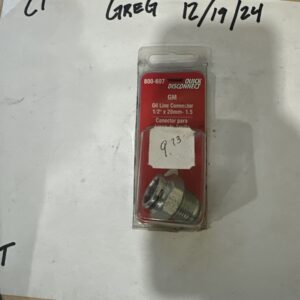 CT GREG 12/19/24
800-607
QUICK
DISCONNECT
GM
Oil Line Connector
1/2" x 20mm- 1.5
Conector para
9.73
T